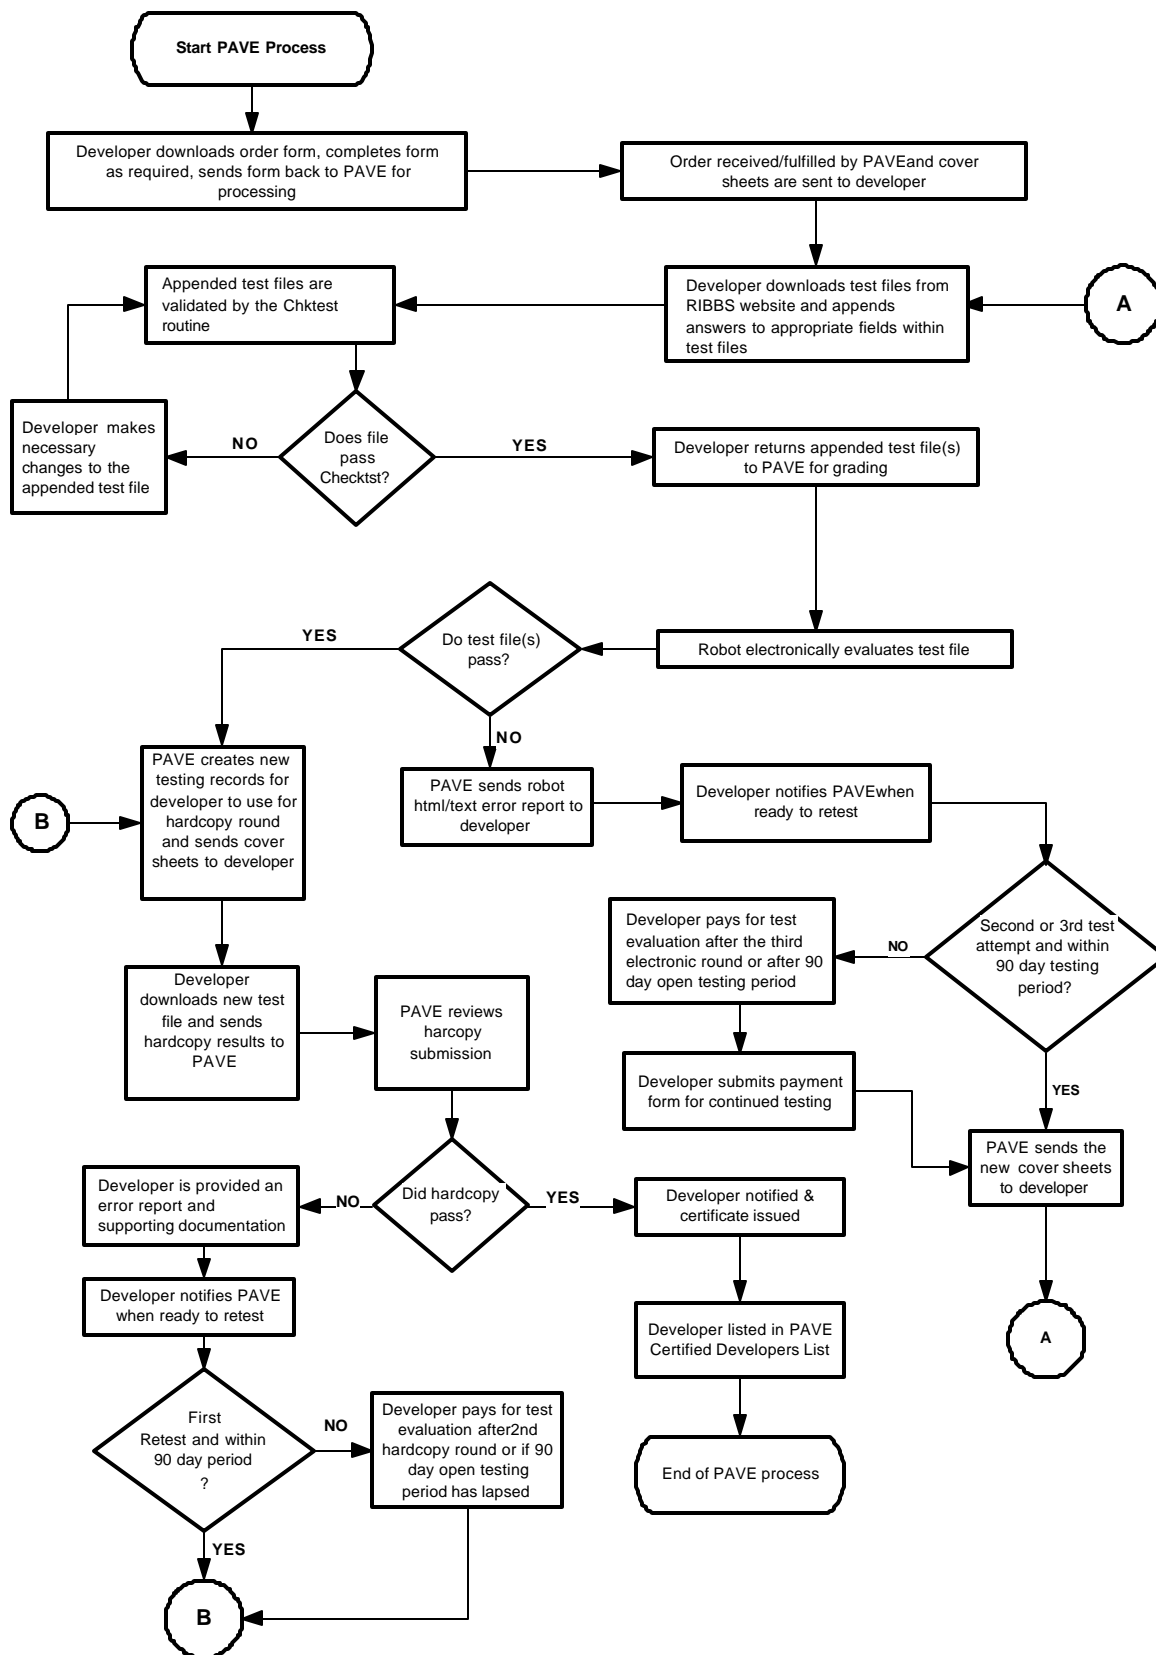 Start PAVE Process
Developer downloads order form, completes form
as required, sends form back to PAVE for
processing
Order received/fulfilled by PAVEand cover
sheets are sent to developer
Appended test files are
validated by the Chktest
routine
Developer downloads test files from
RIBBS website and appends
answers to appropriate fields within
test files
A
Developer makes
necessary
changes to the
appended test file
NO
Does file
pass
Checktst?
YES
Developer returns appended test file(s)
to PAVE for grading
YES
Do test file(s)
pass?
Robot electronically evaluates test file
NO
B
PAVE creates new
testing records for
developer to use for
hardcopy round
and sends cover
sheets to developer
PAVE sends robot
html/text error report to
developer
Developer notifies PAVEwhen
ready to retest
Developer pays for test
evaluation after the third
electronic round or after 90
day open testing period
NO
Second or 3rd test
attempt and within
90 day testing
period?
Developer
downloads new test
file and sends
hardcopy results to
PAVE
PAVE reviews
harcopy
submission
Developer submits payment
form for continued testing
YES
PAVE sends the
new cover sheets
to developer
Developer is provided an
error report and
supporting documentation
NO
Did hardcopy
pass?
YES
Developer notified &
certificate issued
Developer notifies PAVE
when ready to retest
Developer listed in PAVE
Certified Developers List
A
First
Retest and within
90 day period
?
NO
Developer pays for test
evaluation after2nd
hardcopy round or if 90
day open testing
period has lapsed
End of PAVE process
YES
B